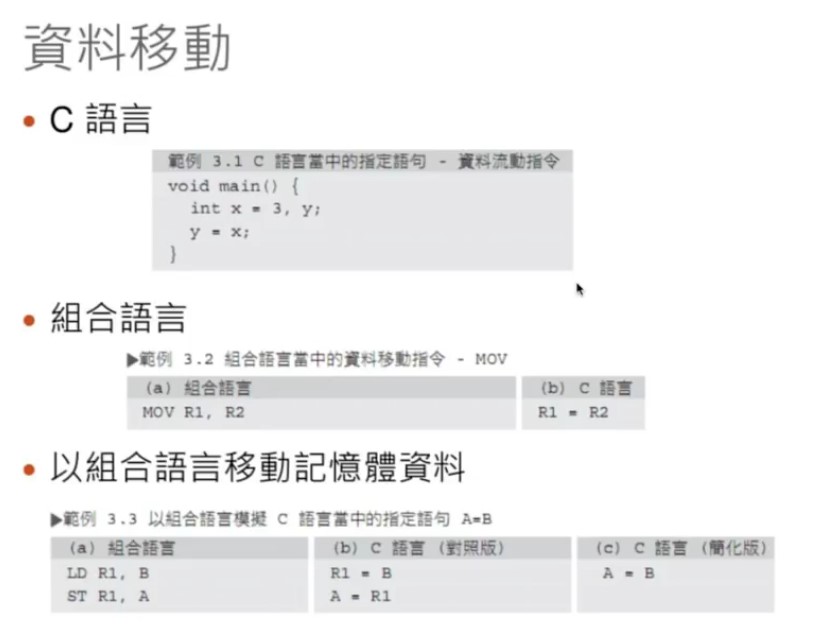 資料移動
• C 語言
範例 3.1 C 語言當中的指定語句 - 資料流動指令
void main() {
int x = 3, y;
y = x;
}
• 組合語言
▶範例 3.2 組合語言當中的資料移動指令 - MOV
(a) 組合語言
MOV R1, R2
(b) C 語言
R1 = R2
• 以組合語言移動記憶體資料
▶範例 3.3 以組合語言模擬 C 語言當中的指定語句 A=B
(a) 組合語言
LD R1, B
ST R1, A
(b) C 語言 (對照版)
R1 = B
A = R1
(c) C 語言 (簡化版)
A = B